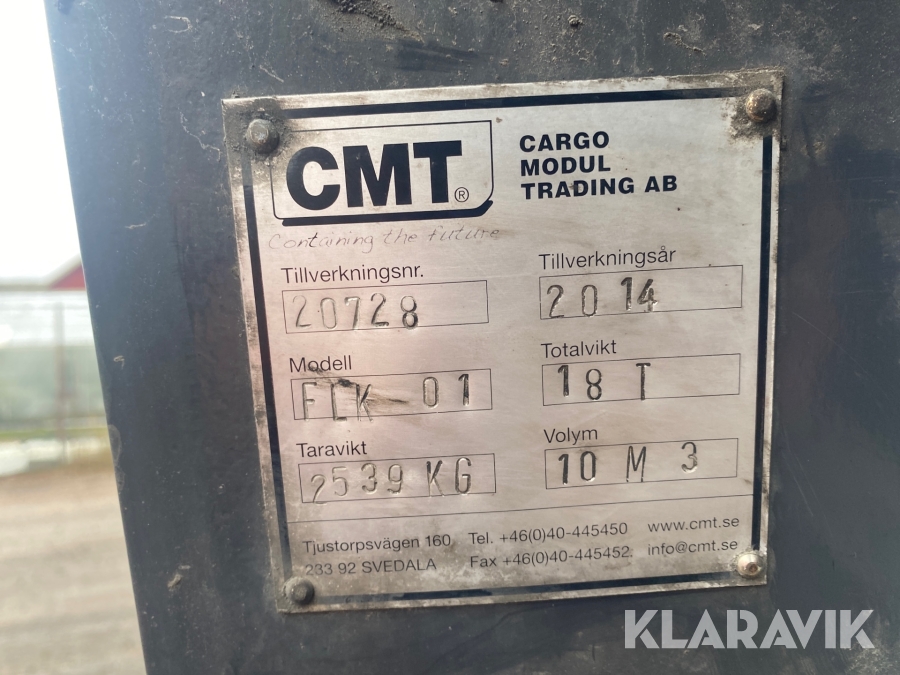 CMT®
CARGO
MODUL
TRADING AB
Containing the future
Tillverkningsnr.
20728
Tillverkningsår
2014
Modell
FLK-01
Totalvikt
18 T
Taravikt
2539 KG
Volym
10 M 3
Tjustorpsvägen 160 Tel. +46(0)40-445450 www.cmt.se
233 92 SVEDALA Fax +46(0)40-445452 info@cmt.se
KLARAVIK